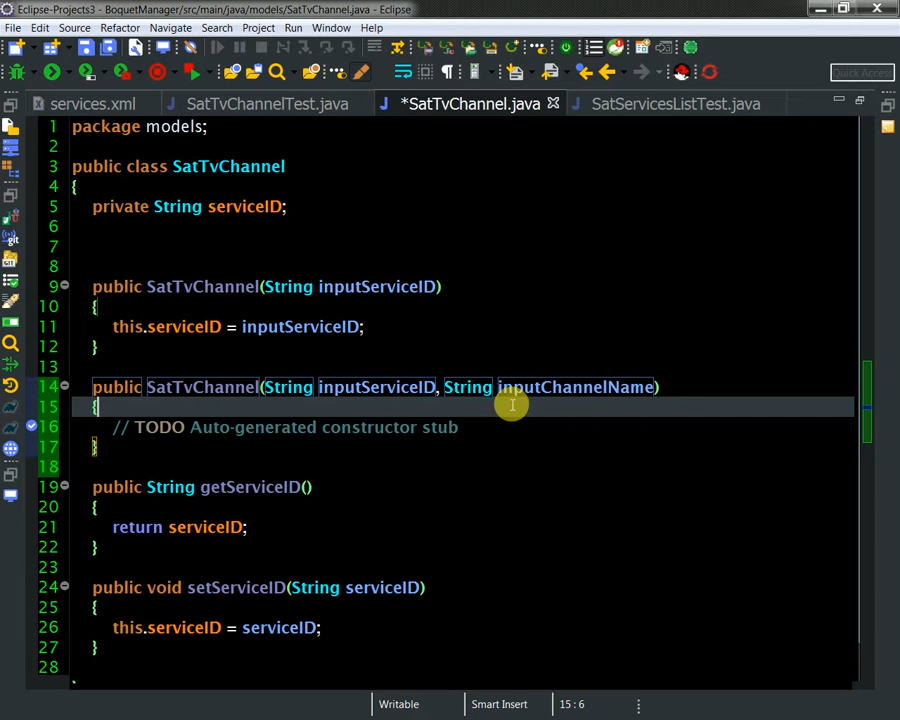 Eclipse-Projects3 - BoquetManager/src/main/java/models/SatTvChannel.java - Eclipse
File Edit Source Refactor Navigate Search Project Run Window Help
Quick Access
services.xml SatTvChannelTest.java *SatTvChannel.java SatServicesListTest.java
1 package models;
2
3 public class SatTvChannel
4 {
5 private String serviceID;
6
7
8
9 public SatTvChannel(String inputServiceID)
10 {
11 this.serviceID = inputServiceID;
12 }
13
14 public SatTvChannel(String inputServiceID, String inputChannelName)
15 {
16 // TODO Auto-generated constructor stub
17 }
18
19 public String getServiceID()
20 {
21 return serviceID;
22 }
23
24 public void setServiceID(String serviceID)
25 {
26 this.serviceID = serviceID;
27 }
28
Writable Smart Insert 15 : 6